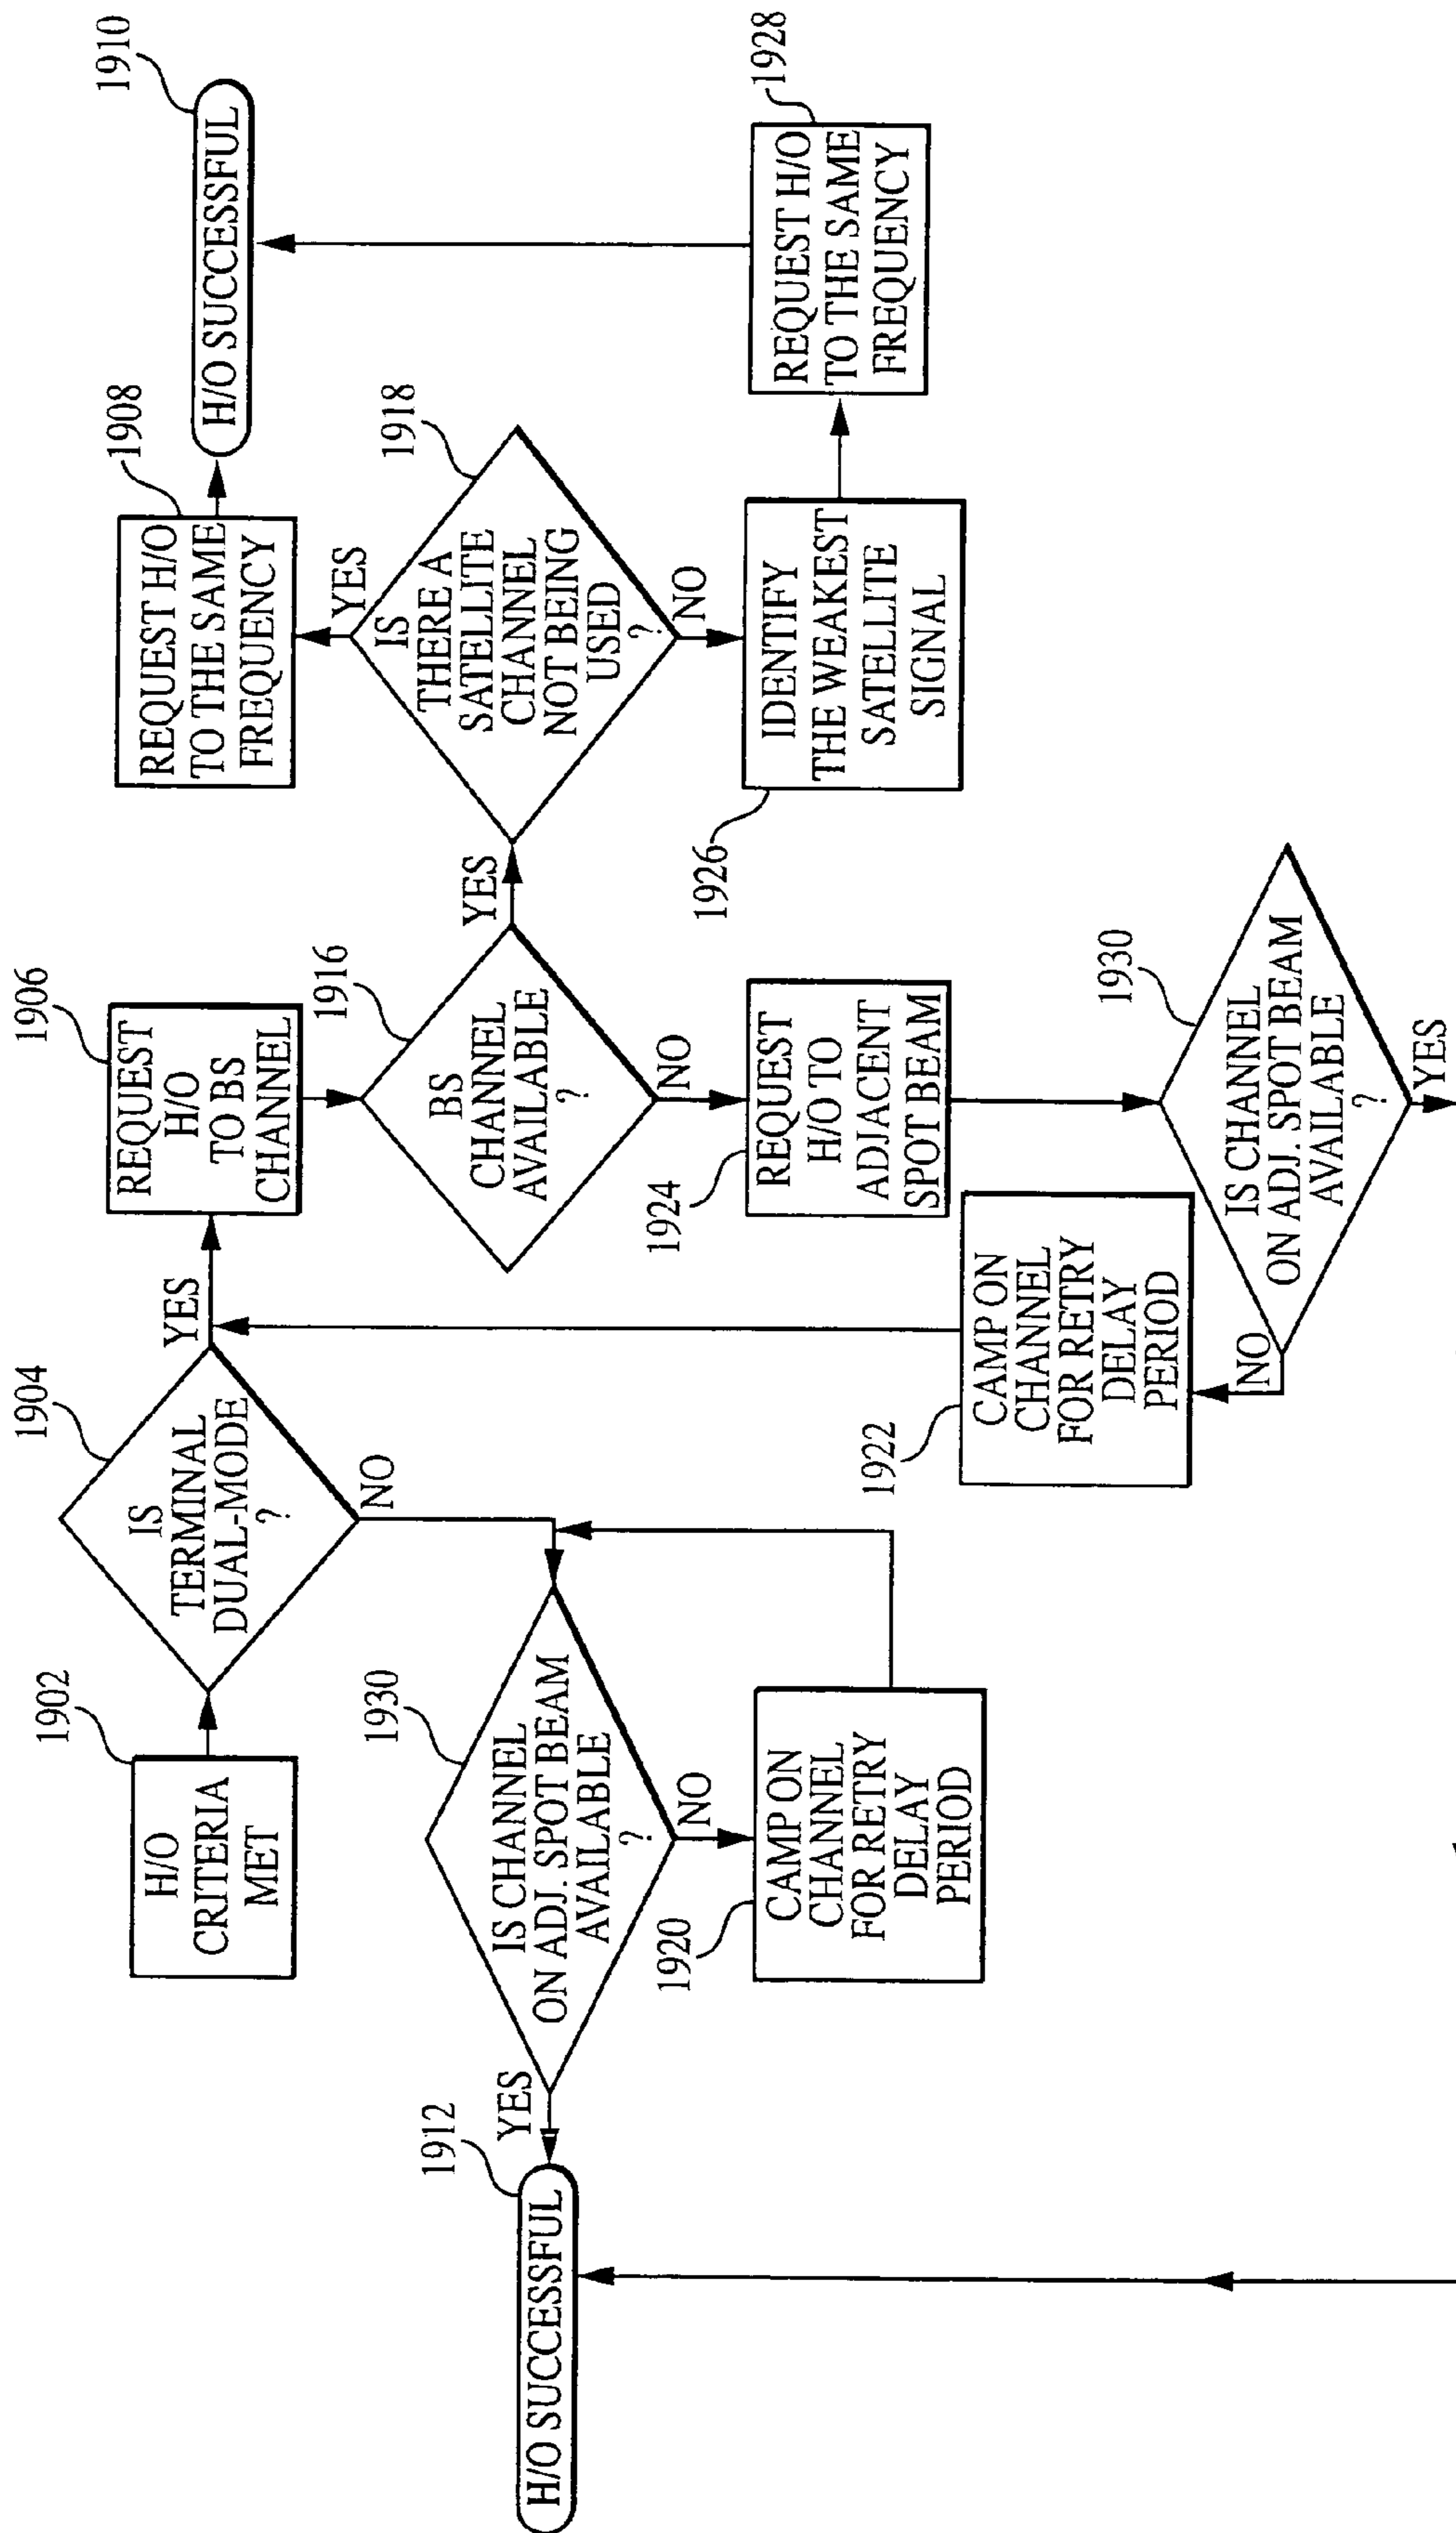 1902
H/O
CRITERIA
MET
1904
IS
TERMINAL
DUAL-MODE
?
YES
NO
1906
REQUEST
H/O
TO BS
CHANNEL
1916
BS
CHANNEL
AVAILABLE
?
YES
NO
1908
REQUEST H/O
TO THE SAME
FREQUENCY
1910
H/O SUCCESSFUL
1918
YES
IS
THERE A
SATELLITE
CHANNEL
NOT BEING
USED
?
NO
1926
IDENTIFY
THE WEAKEST
SATELLITE
SIGNAL
1928
REQUEST H/O
TO THE SAME
FREQUENCY
1912
H/O SUCCESSFUL
YES
1930
IS CHANNEL
ON ADJ. SPOT BEAM
AVAILABLE
?
NO
1920
CAMP ON
CHANNEL
FOR RETRY
DELAY
PERIOD
1924
REQUEST
H/O TO
ADJACENT
SPOT BEAM
1922
CAMP ON
CHANNEL
FOR RETRY
DELAY
PERIOD
NO
1930
IS CHANNEL
ON ADJ. SPOT BEAM
AVAILABLE
?
YES